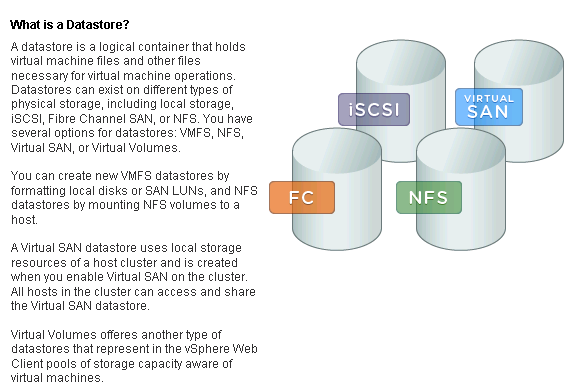 What is a Datastore?
A datastore is a logical container that holds
virtual machine files and other files
necessary for virtual machine operations.
Datastores can exist on different types of
physical storage, including local storage,
iSCSI, Fibre Channel SAN, or NFS. You have
several options for datastores: VMFS, NFS,
Virtual SAN, or Virtual Volumes.
You can create new VMFS datastores by
formatting local disks or SAN LUNs, and NFS
datastores by mounting NFS volumes to a
host.
A Virtual SAN datastore uses local storage
resources of a host cluster and is created
when you enable Virtual SAN on the cluster.
All hosts in the cluster can access and share
the Virtual SAN datastore.
Virtual Volumes offeres another type of
datastores that represent in the vSphere Web
Client pools of storage capacity aware of
virtual machines.
iSCSI
VIRTUAL
SAN
FC
NFS